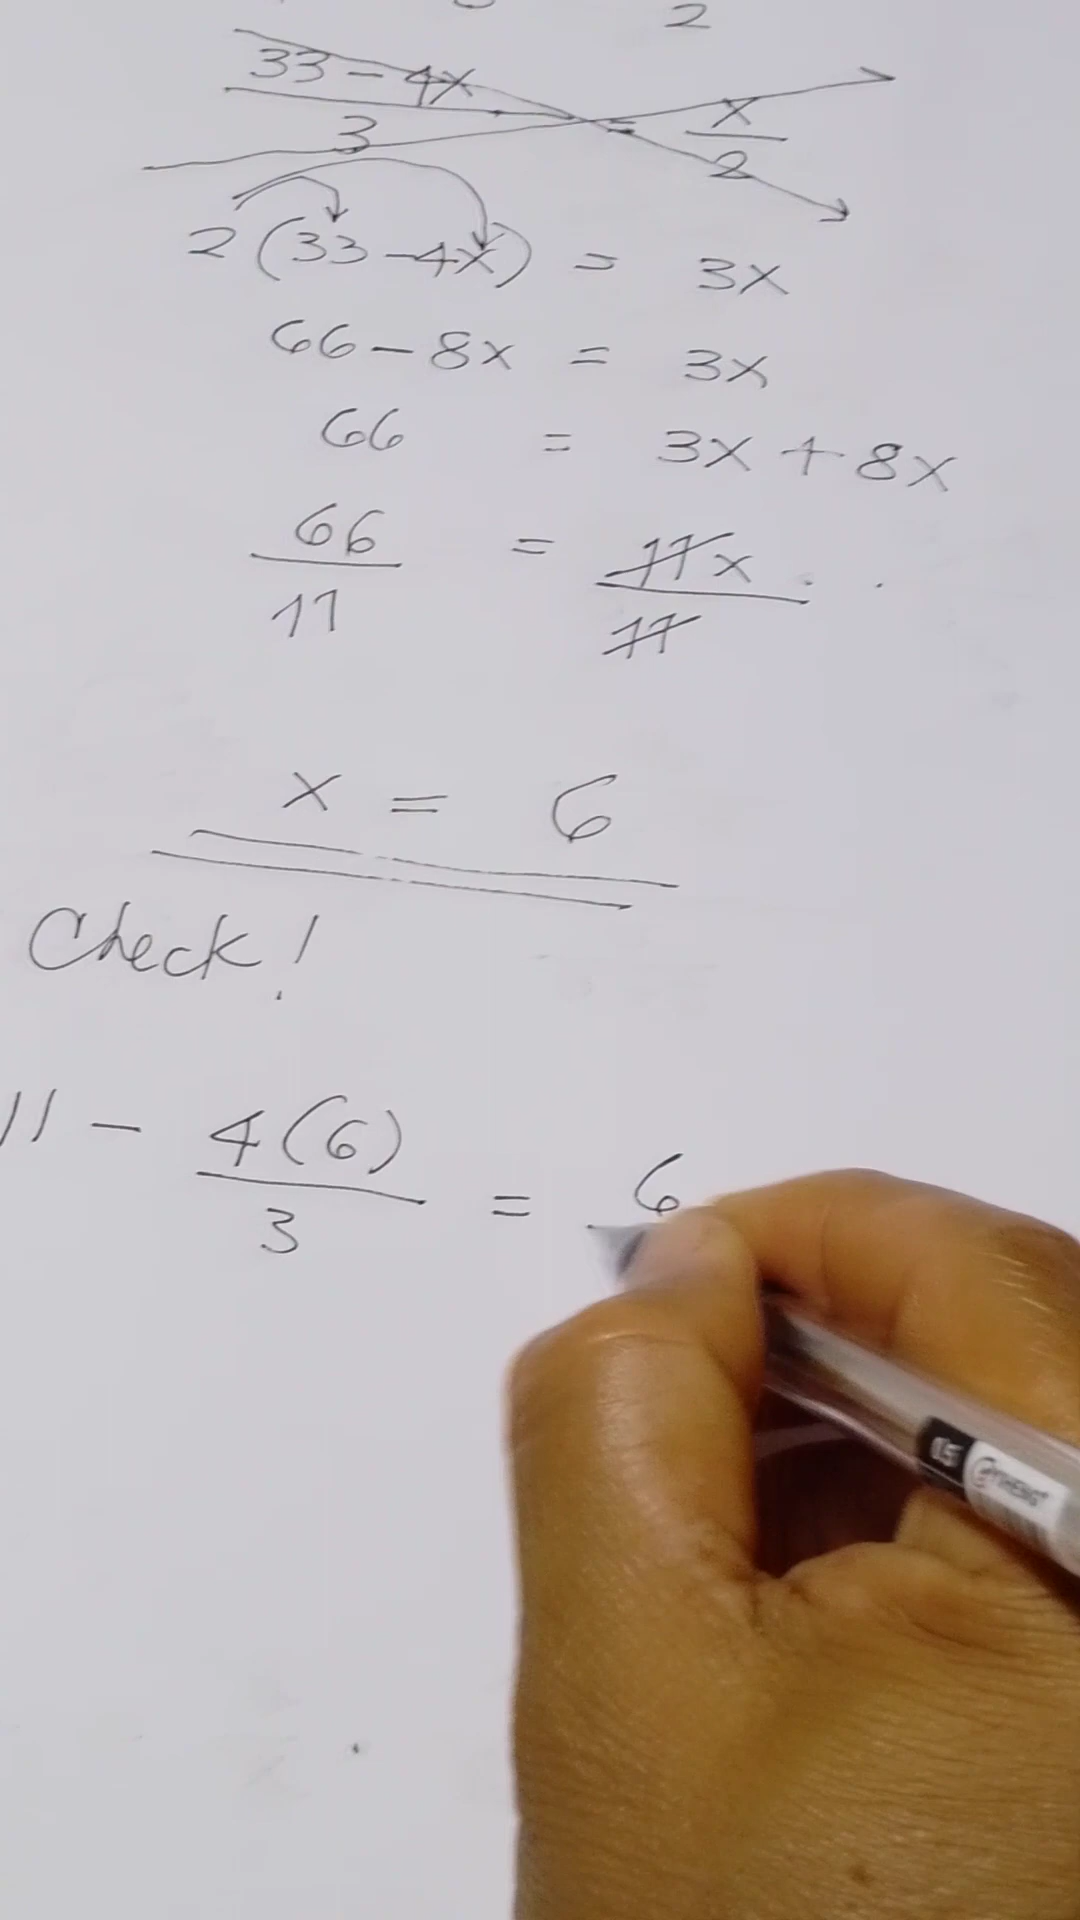 2
33 - 4x / 3 = x / 2
2 (33 - 4x) = 3x
66 - 8x = 3x
66 = 3x + 8x
66 / 11 = 11x / 11
x = 6
Check!
11 - 4(6) / 3 = 6